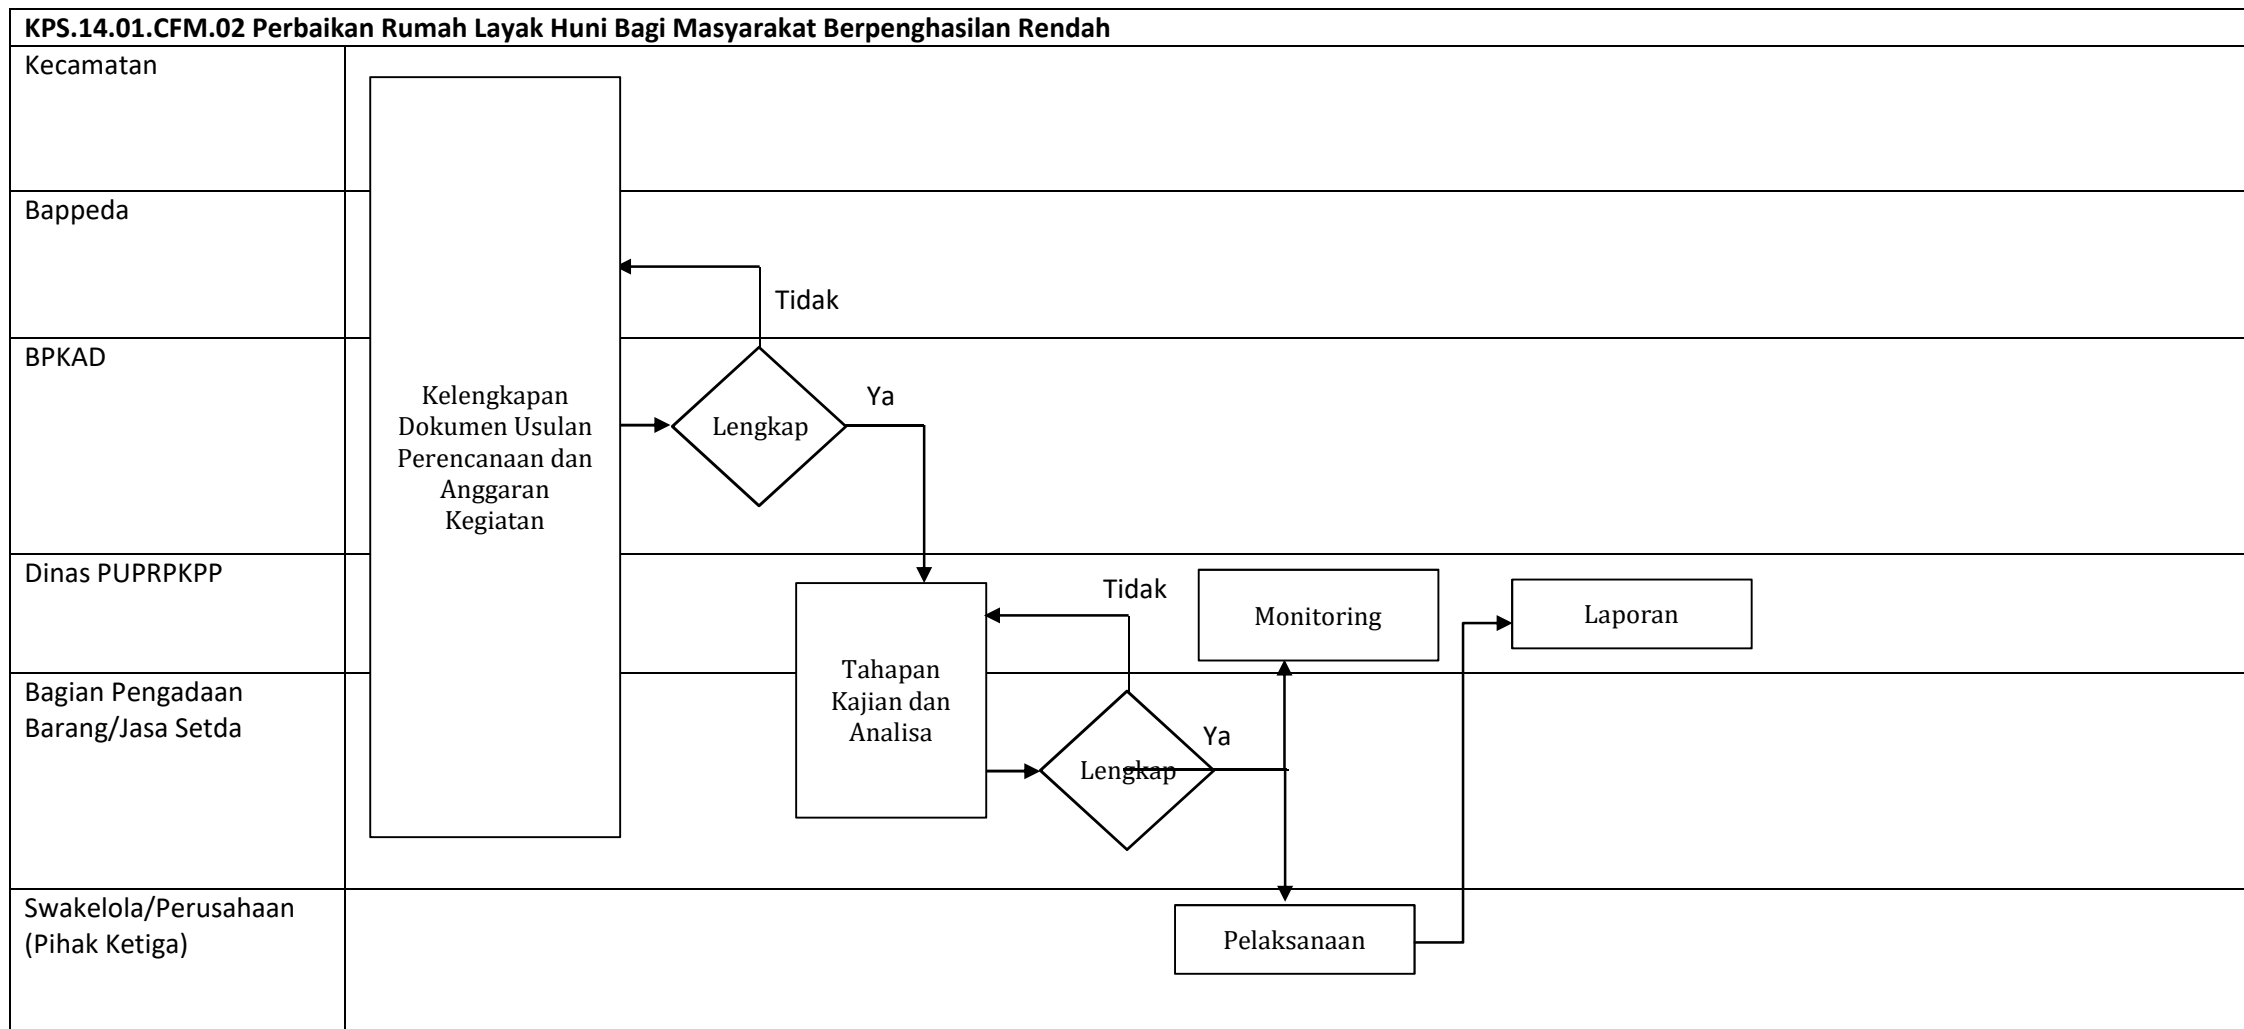 KPS.14.01.CFM.02 Perbaikan Rumah Layak Huni Bagi Masyarakat Berpenghasilan Rendah
Kecamatan
Bappeda
Tidak
BPKAD
Kelengkapan
Dokumen Usulan
Perencanaan dan
Anggaran
Kegiatan
Lengkap
Ya
Dinas PUPRPKPP
Tidak
Monitoring
Laporan
Tahapan
Kajian dan
Analisa
Bagian Pengadaan
Barang/Jasa Setda
Lengkap
Ya
Swakelola/Perusahaan
(Pihak Ketiga)
Pelaksanaan